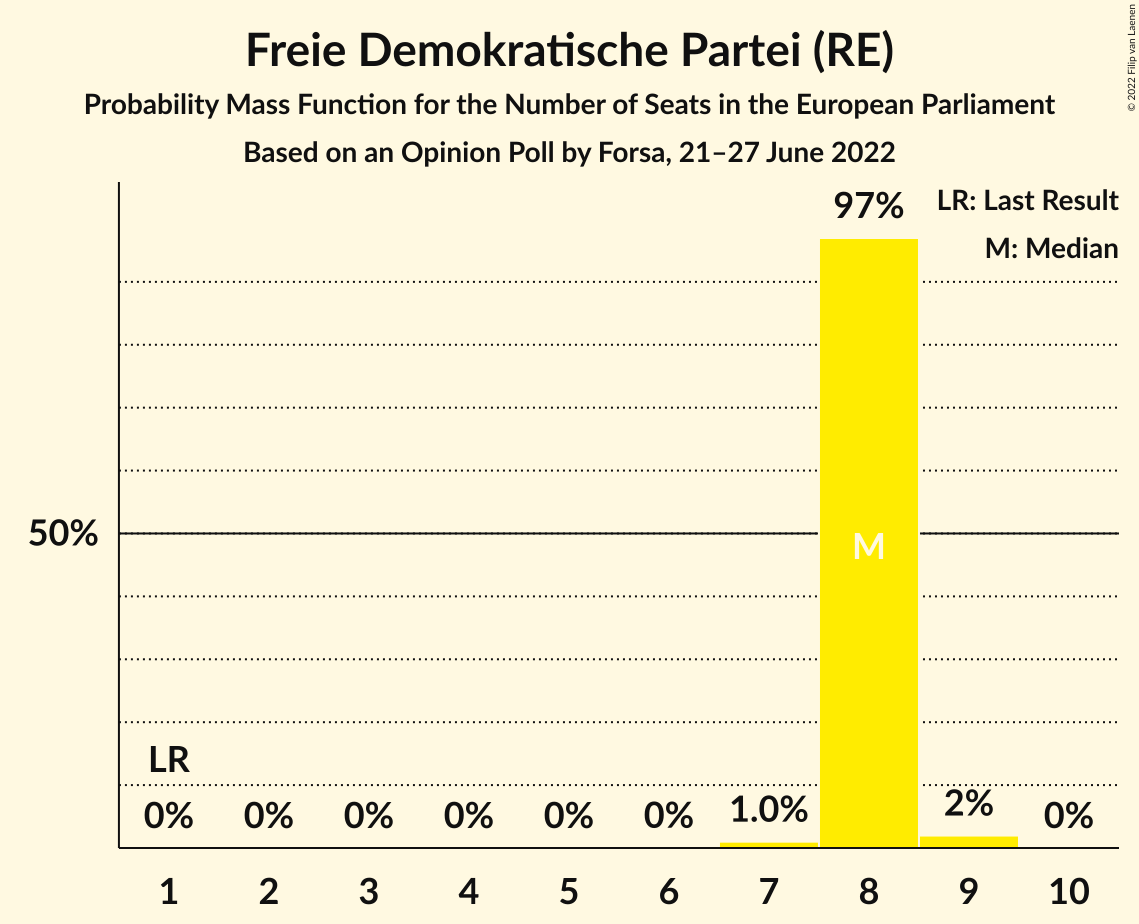 Freie Demokratische Partei (RE)
Probability Mass Function for the Number of Seats in the European Parliament
Based on an Opinion Poll by Forsa, 21–27 June 2022
© 2022 Filip van Laenen
97%
LR: Last Result
M: Median
50%
M
LR
0%
0%
0%
0%
0%
0%
1.0%
2%
0%
1
2
3
4
5
6
7
8
9
10